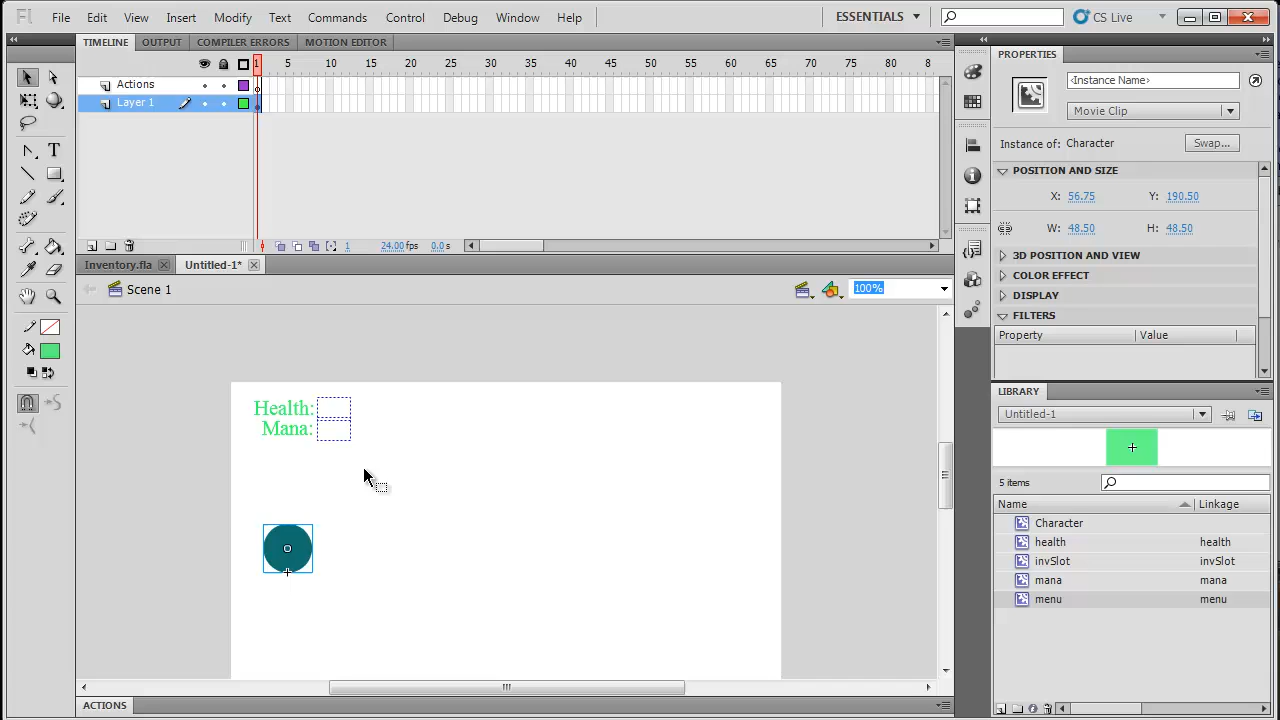 Fl File Edit View Insert Modify Text Commands Control Debug Window Help ESSENTIALS CS Live
TIMELINE OUTPUT COMPILER ERRORS MOTION EDITOR
1 5 10 15 20 25 30 35 40 45 50 55 60 65 70 75 80 8
Actions
Layer 1
1 24.00 fps 0.0 s
Inventory.fla Untitled-1*
Scene 1 100%
Health:
Mana:
ACTIONS
PROPERTIES
<Instance Name>
Movie Clip
Instance of: Character Swap...
POSITION AND SIZE
X: 56.75 Y: 190.50
W: 48.50 H: 48.50
3D POSITION AND VIEW
COLOR EFFECT
DISPLAY
FILTERS
Property Value
LIBRARY
Untitled-1
5 items
Name Linkage
Character
health health
invSlot invSlot
mana mana
menu menu